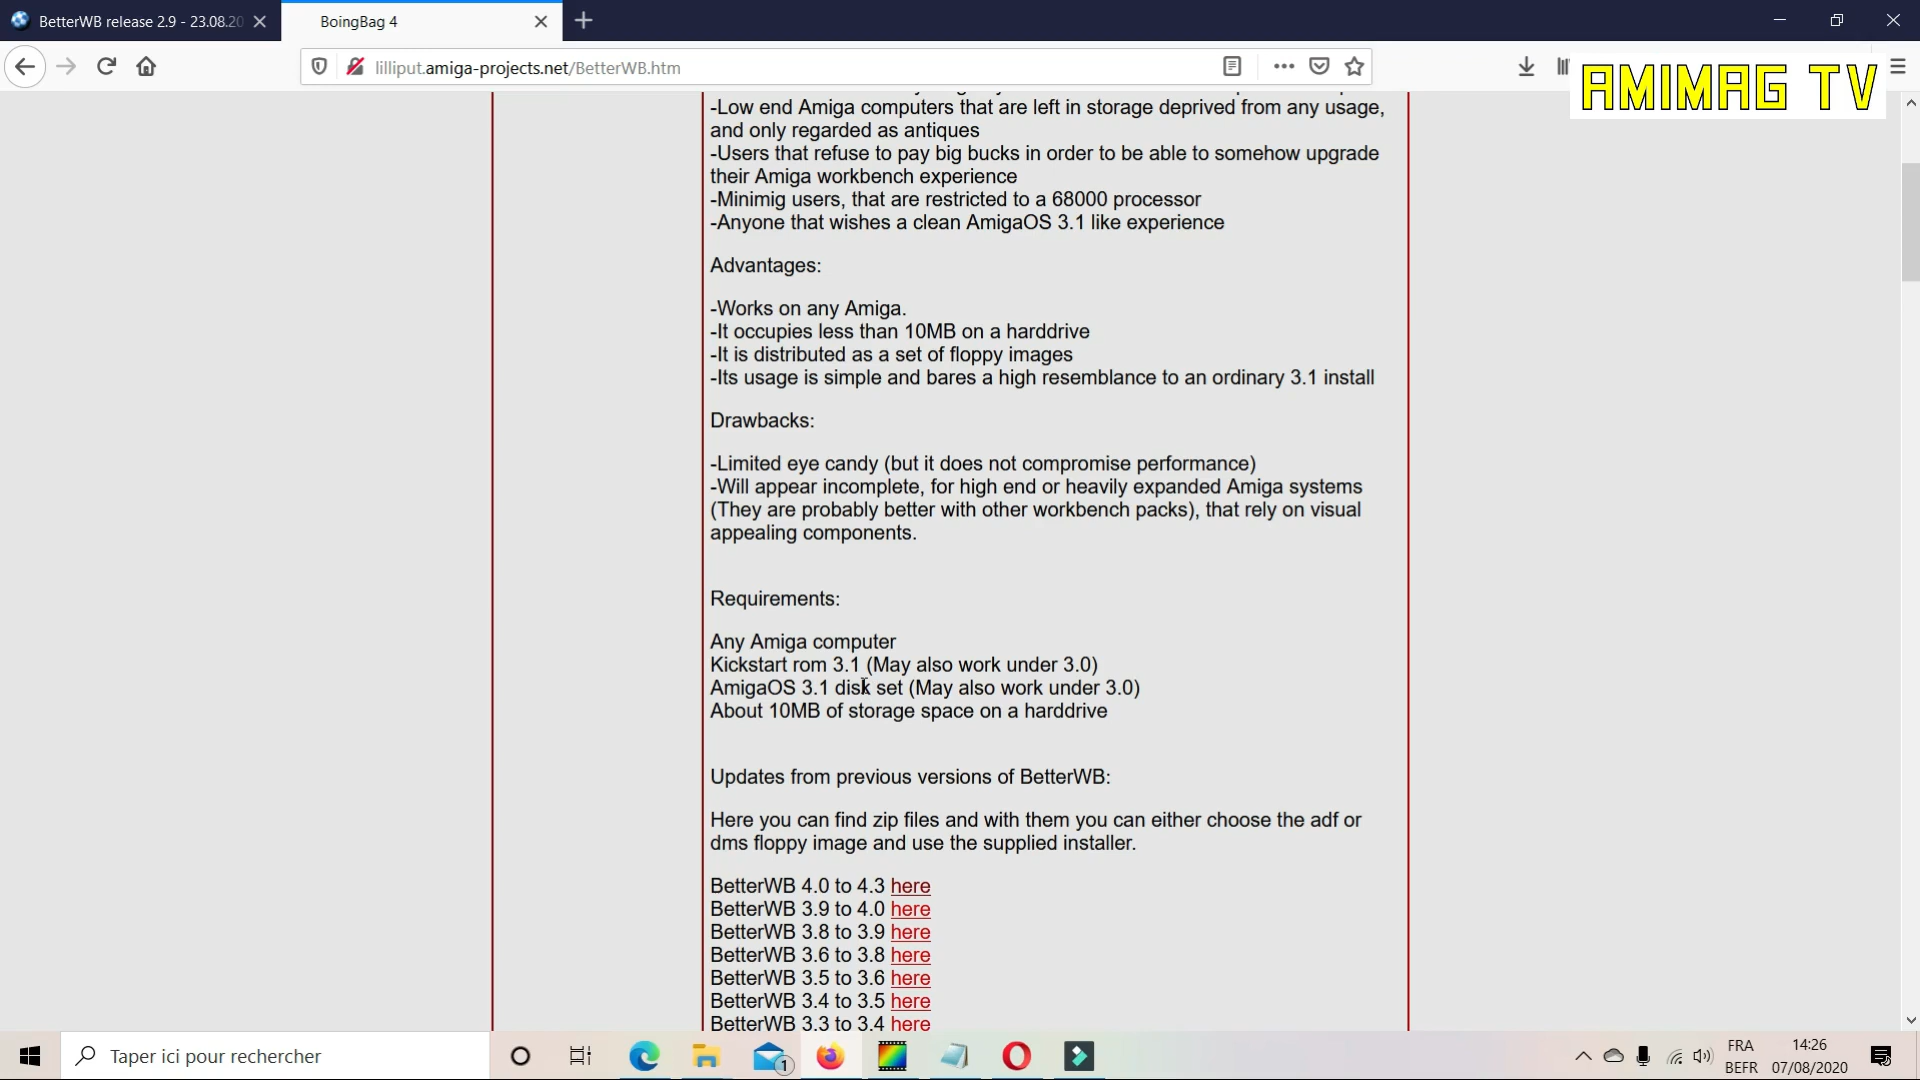 BetterWB release 2.9 - 23.08.20
BoingBag 4
lilliput.amiga-projects.net/BetterWB.htm
AMIMAG TV
-Low end Amiga computers that are left in storage deprived from any usage,
and only regarded as antiques
-Users that refuse to pay big bucks in order to be able to somehow upgrade
their Amiga workbench experience
-Minimig users, that are restricted to a 68000 processor
-Anyone that wishes a clean AmigaOS 3.1 like experience
Advantages:
-Works on any Amiga.
-It occupies less than 10MB on a harddrive
-It is distributed as a set of floppy images
-Its usage is simple and bares a high resemblance to an ordinary 3.1 install
Drawbacks:
-Limited eye candy (but it does not compromise performance)
-Will appear incomplete, for high end or heavily expanded Amiga systems
(They are probably better with other workbench packs), that rely on visual
appealing components.
Requirements:
Any Amiga computer
Kickstart rom 3.1 (May also work under 3.0)
AmigaOS 3.1 disk set (May also work under 3.0)
About 10MB of storage space on a harddrive
Updates from previous versions of BetterWB:
Here you can find zip files and with them you can either choose the adf or
dms floppy image and use the supplied installer.
BetterWB 4.0 to 4.3 here
BetterWB 3.9 to 4.0 here
BetterWB 3.8 to 3.9 here
BetterWB 3.6 to 3.8 here
BetterWB 3.5 to 3.6 here
BetterWB 3.4 to 3.5 here
BetterWB 3.3 to 3.4 here
Taper ici pour rechercher
1
FRA
BEFR
14:26
07/08/2020